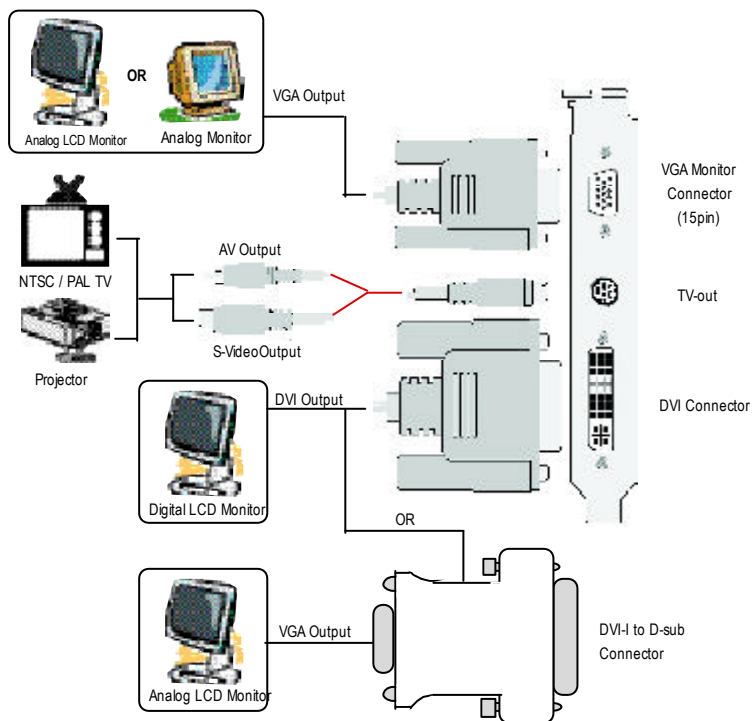 OR
Analog LCD Monitor
Analog Monitor
VGA Output
VGA Monitor
Connector
(15pin)
NTSC / PAL TV
AV Output
TV-out
S-VideoOutput
Projector
DVI Output
DVI Connector
Digital LCD Monitor
OR
VGA Output
DVI-I to D-sub
Connector
Analog LCD Monitor